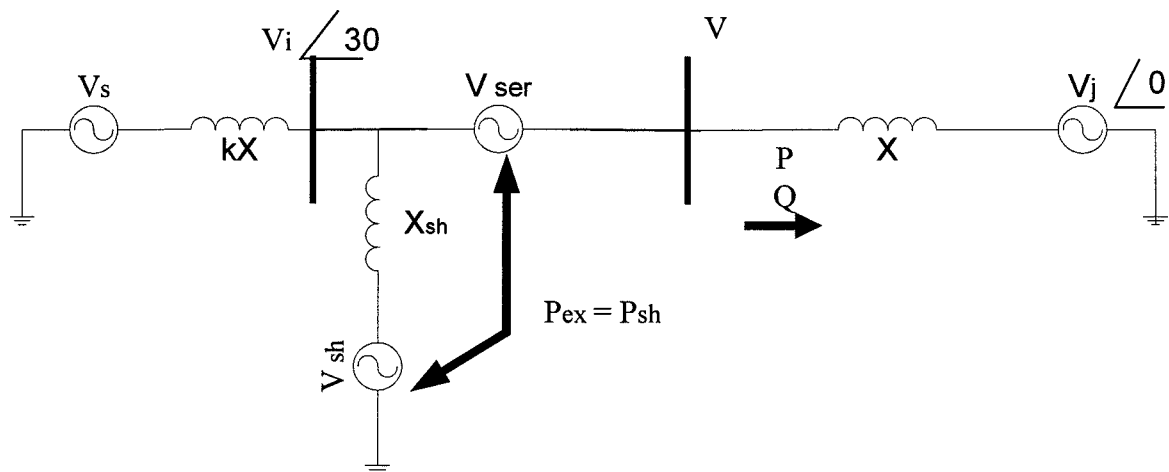 Vi 30
V
Vs
V ser
Vj 0
kX
X
P
Q
Xsh
Pex = Psh
V sh